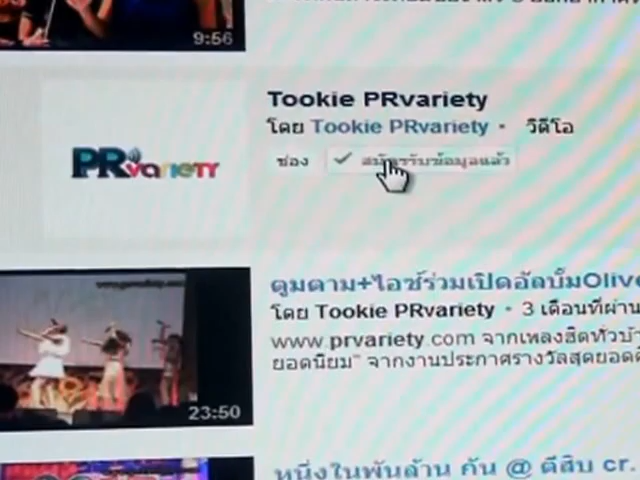 9:56
Tookie PRvariety
โดย Tookie PRvariety • วิดีโอ
PRvariety
ช่อง ✓ สมัครรับข้อมูลแล้ว
ตูมตาม+ไอซ์ร่วมเปิดอัลบั้มOlive
โดย Tookie PRvariety • 3 เดือนที่ผ่าน
www.prvariety.com จากเพลงฮิตทั่วบ้า
ยอดนิยม" จากงานประกาศรางวัลสุดยอด
23:50
หนึ่งในพันล้าน กัน @ ตีสิบ cr.